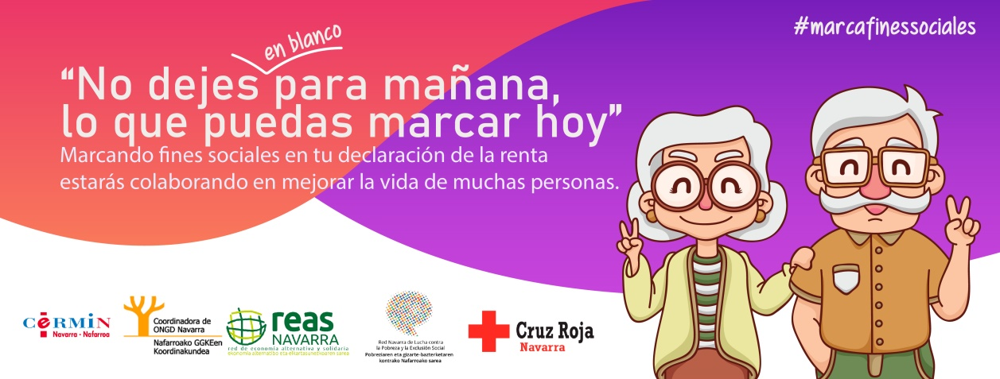 #marcafinessociales
en blanco
“No dejes para mañana,
lo que puedas marcar hoy”
Marcando fines sociales en tu declaración de la renta
estarás colaborando en mejorar la vida de muchas personas.
CERMIN
Navarra - Nafarroa
Coordinadora de
ONGD Navarra
Nafarroako GGKEen
Koordinakundea
reas
NAVARRA
red de economía alternativa y solidaria
ekonomia alternatibo eta elkartasunezkoaren sarea
Red Navarra de Lucha contra
la Pobreza y la Exclusión Social
Pobreziaren eta gizarte-bazterketaren
kontrako Nafarroako sarea
Cruz Roja
Navarra